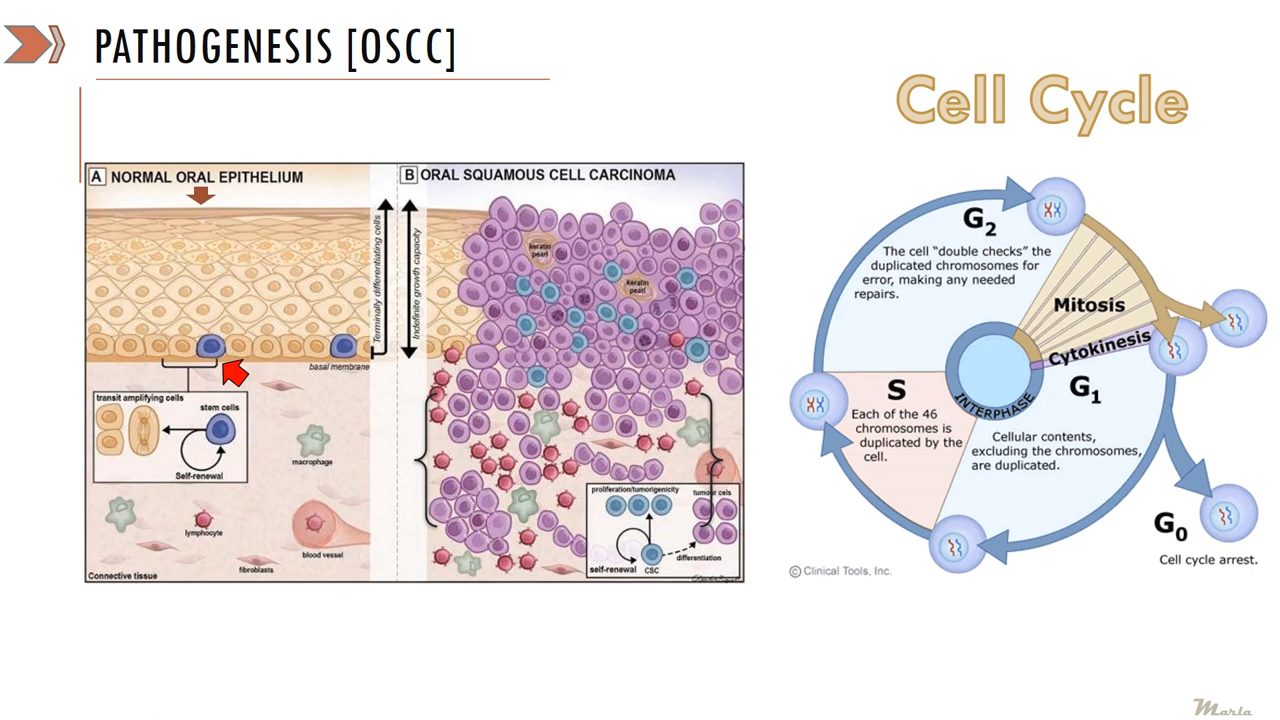 PATHOGENESIS [OSCC]
Cell Cycle
A NORMAL ORAL EPITHELIUM
B ORAL SQUAMOUS CELL CARCINOMA
Terminally differentiating cells
Indefinite growth capacity
keratin
pearl
keratin
pearl
basal membrane
transit amplifying cells
stem cells
Self-renewal
macrophage
lymphocyte
blood vessel
fibroblasts
Connective tissue
proliferation/tumorigenicity
tumour cels
differentiation
self-renewal
CSC
G2
The cell "double checks" the
duplicated chromosomes for
error, making any needed
repairs.
Mitosis
Cytokinesis
INTERPHASE
S
Each of the 46
chromosomes is
duplicated by the
cell.
G1
Cellular contents,
excluding the chromosomes,
are duplicated.
G0
Cell cycle arrest.
© Clinical Tools, Inc.
Marla